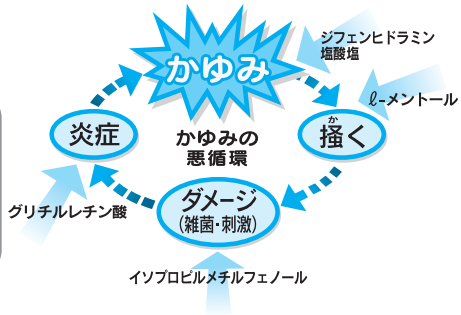 ジフェンヒドラミン
塩酸塩
かゆみ
ℓ-メントール
炎症
かゆみの
悪循環
か
掻く
ダメージ
(雑菌・刺激)
グリチルレチン酸
イソプロピルメチルフェノール